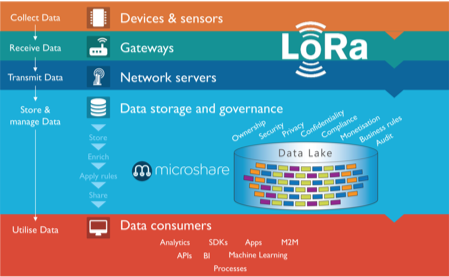 Collect Data
Devices & sensors
Receive Data
Gateways
LoRa
Transmit Data
Network servers
Store &
manage Data
Data storage and governance
Store
Enrich
Apply rules
Share
m microshare
Ownership
Security
Privacy
Confidentiality
Compliance
Monetisation
Business rules
Audit
Data Lake
Utilise Data
Data consumers
Analytics SDKs Apps M2M
APIs BI Machine Learning
Processes